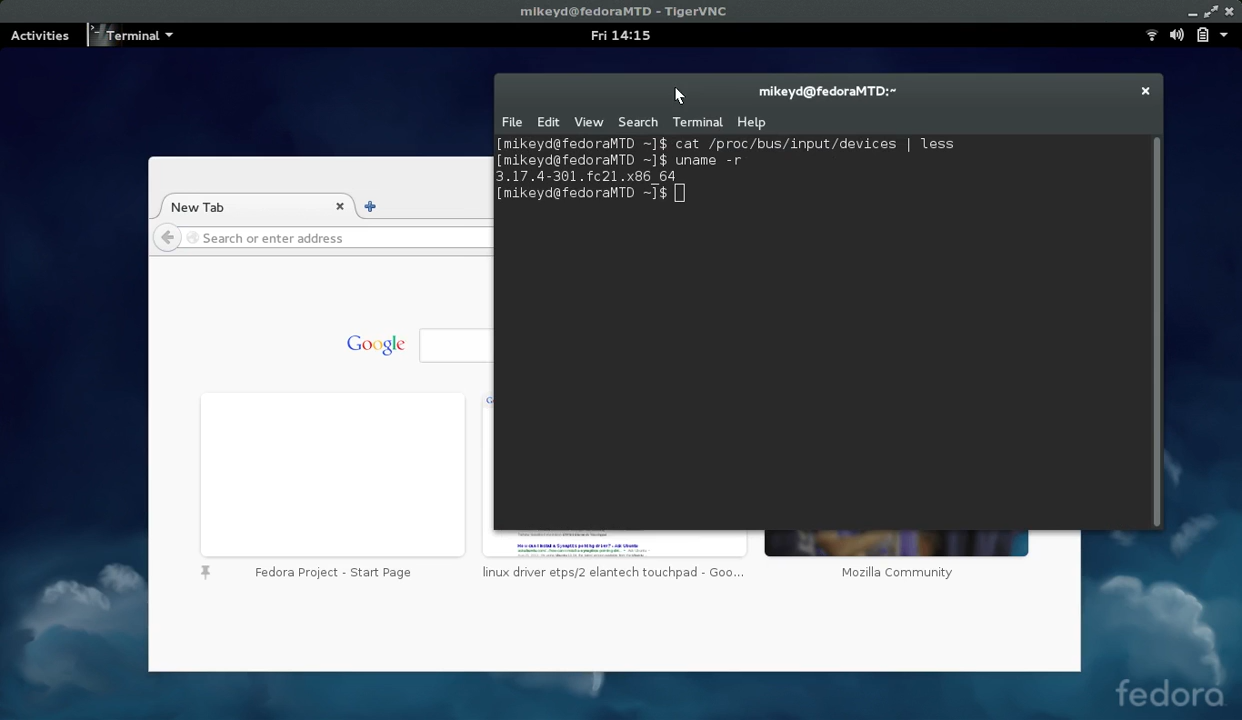 mikeyd@fedoraMTD - TigerVNC
Activities
Terminal
Fri 14:15
mikeyd@fedoraMTD:~
File Edit View Search Terminal Help
[mikeyd@fedoraMTD ~]$ cat /proc/bus/input/devices | less
[mikeyd@fedoraMTD ~]$ uname -r
3.17.4-301.fc21.x86_64
[mikeyd@fedoraMTD ~]$
New Tab
Search or enter address
Google
Fedora Project - Start Page
linux driver etps/2 elantech touchpad - Goo...
Mozilla Community
fedora